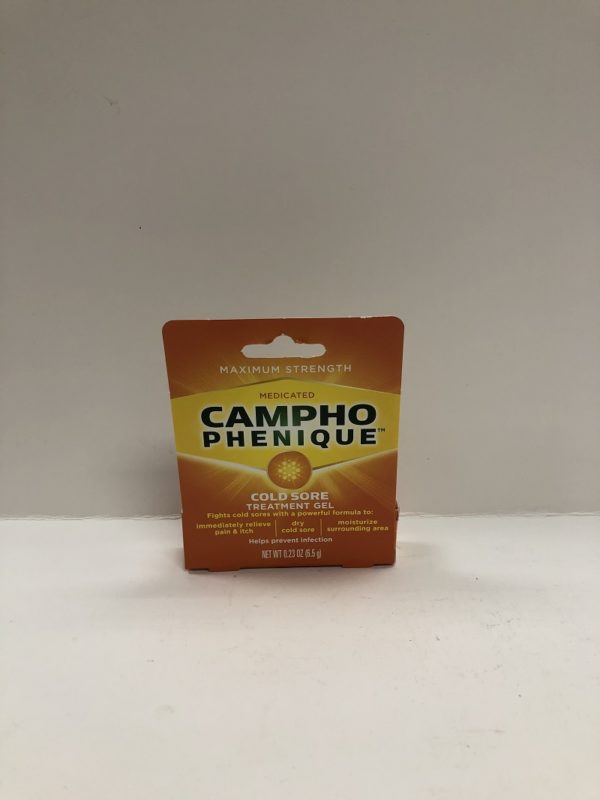 MAXIMUM STRENGTH
MEDICATED
CAMPHO
PHENIQUE™
COLD SORE
TREATMENT GEL
Fights cold sores with a powerful formula to:
immediately relieve
pain & itch
dry
cold sore
moisturize
surrounding area
Helps prevent infection
NET WT 0.23 OZ (6.5 g)